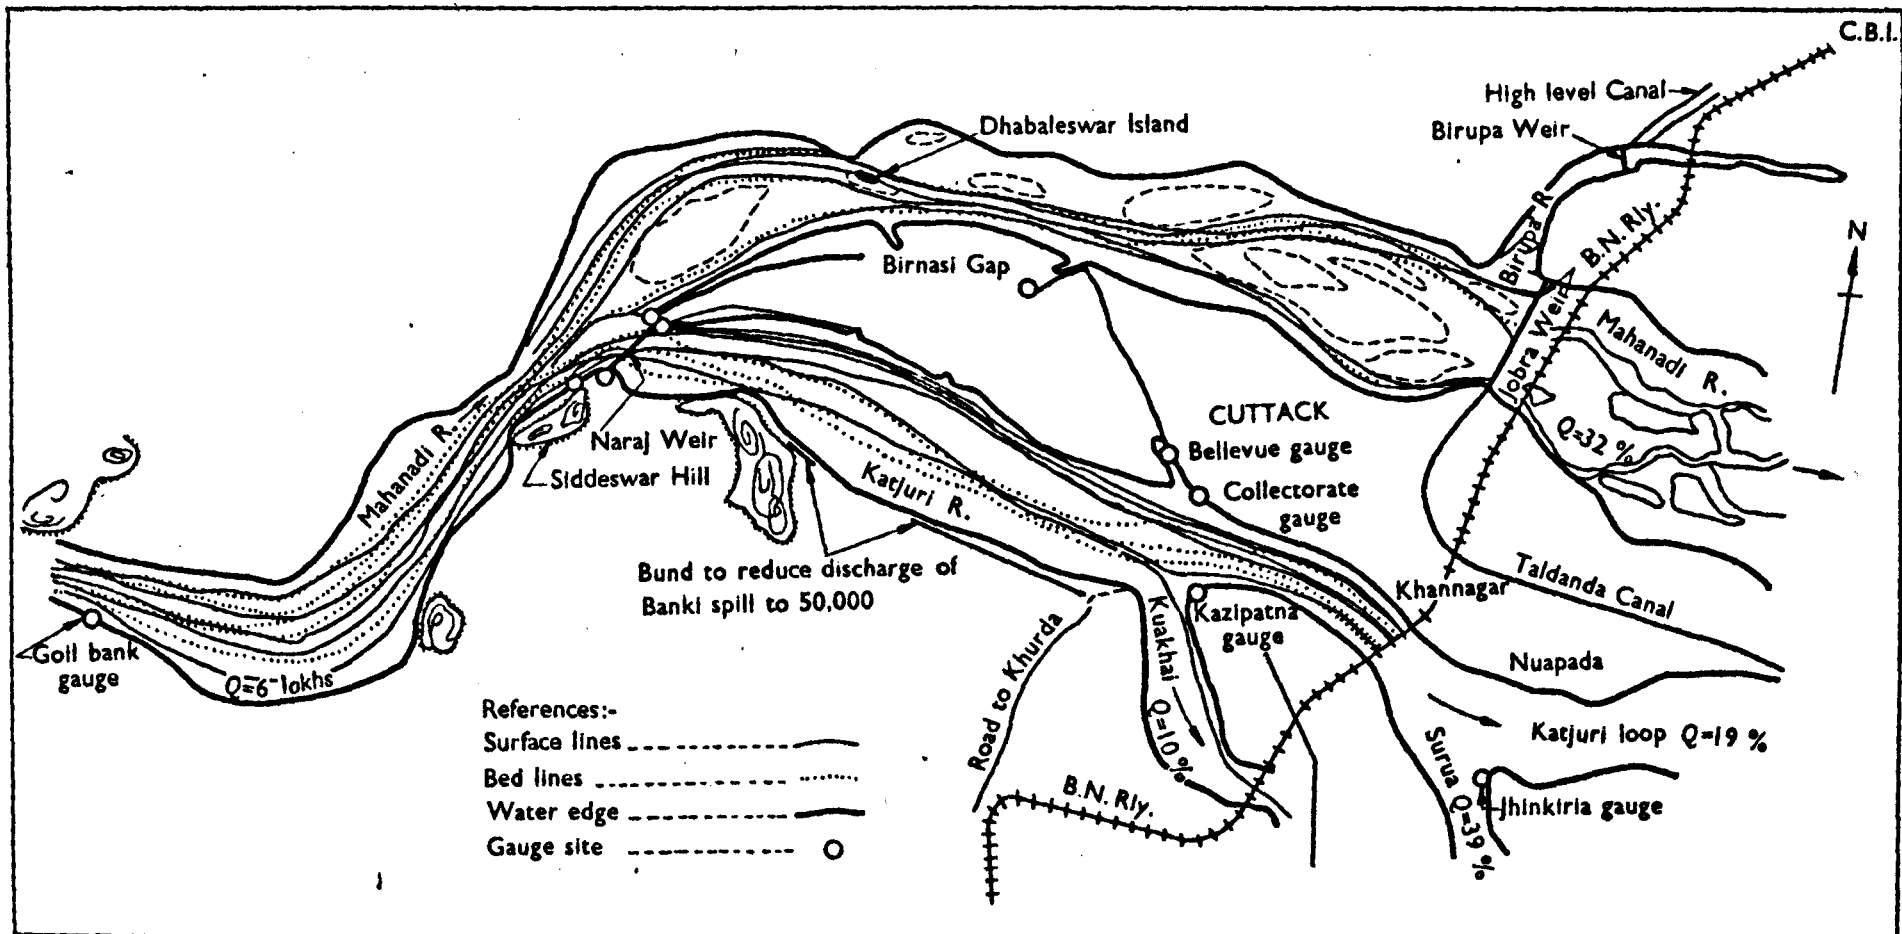 C.B.I.
High level Canal
Birupa Weir
Dhabaleswar Island
Birupa R.
B.N. Rly.
N
Birnasi Gap
Jobra Weir
Mahanadi R.
Mahanadi R.
CUTTACK
Q=32 %
Naraj Weir
Siddeswar Hill
Bellevue gauge
Katjuri R.
Collectorate
gauge
Bund to reduce discharge of
Banki spill to 50,000
Khannagar
Taldanda Canal
Goil bank
gauge
Q=6 lokhs
Road to Khurda
Kuakhai Q=10 %
Kazipatna
gauge
Nuapada
Katjuri loop Q=19 %
Surua Q=39 %
Jhinkiria gauge
B.N. Rly.
References:-
Surface lines
Bed lines
Water edge
Gauge site